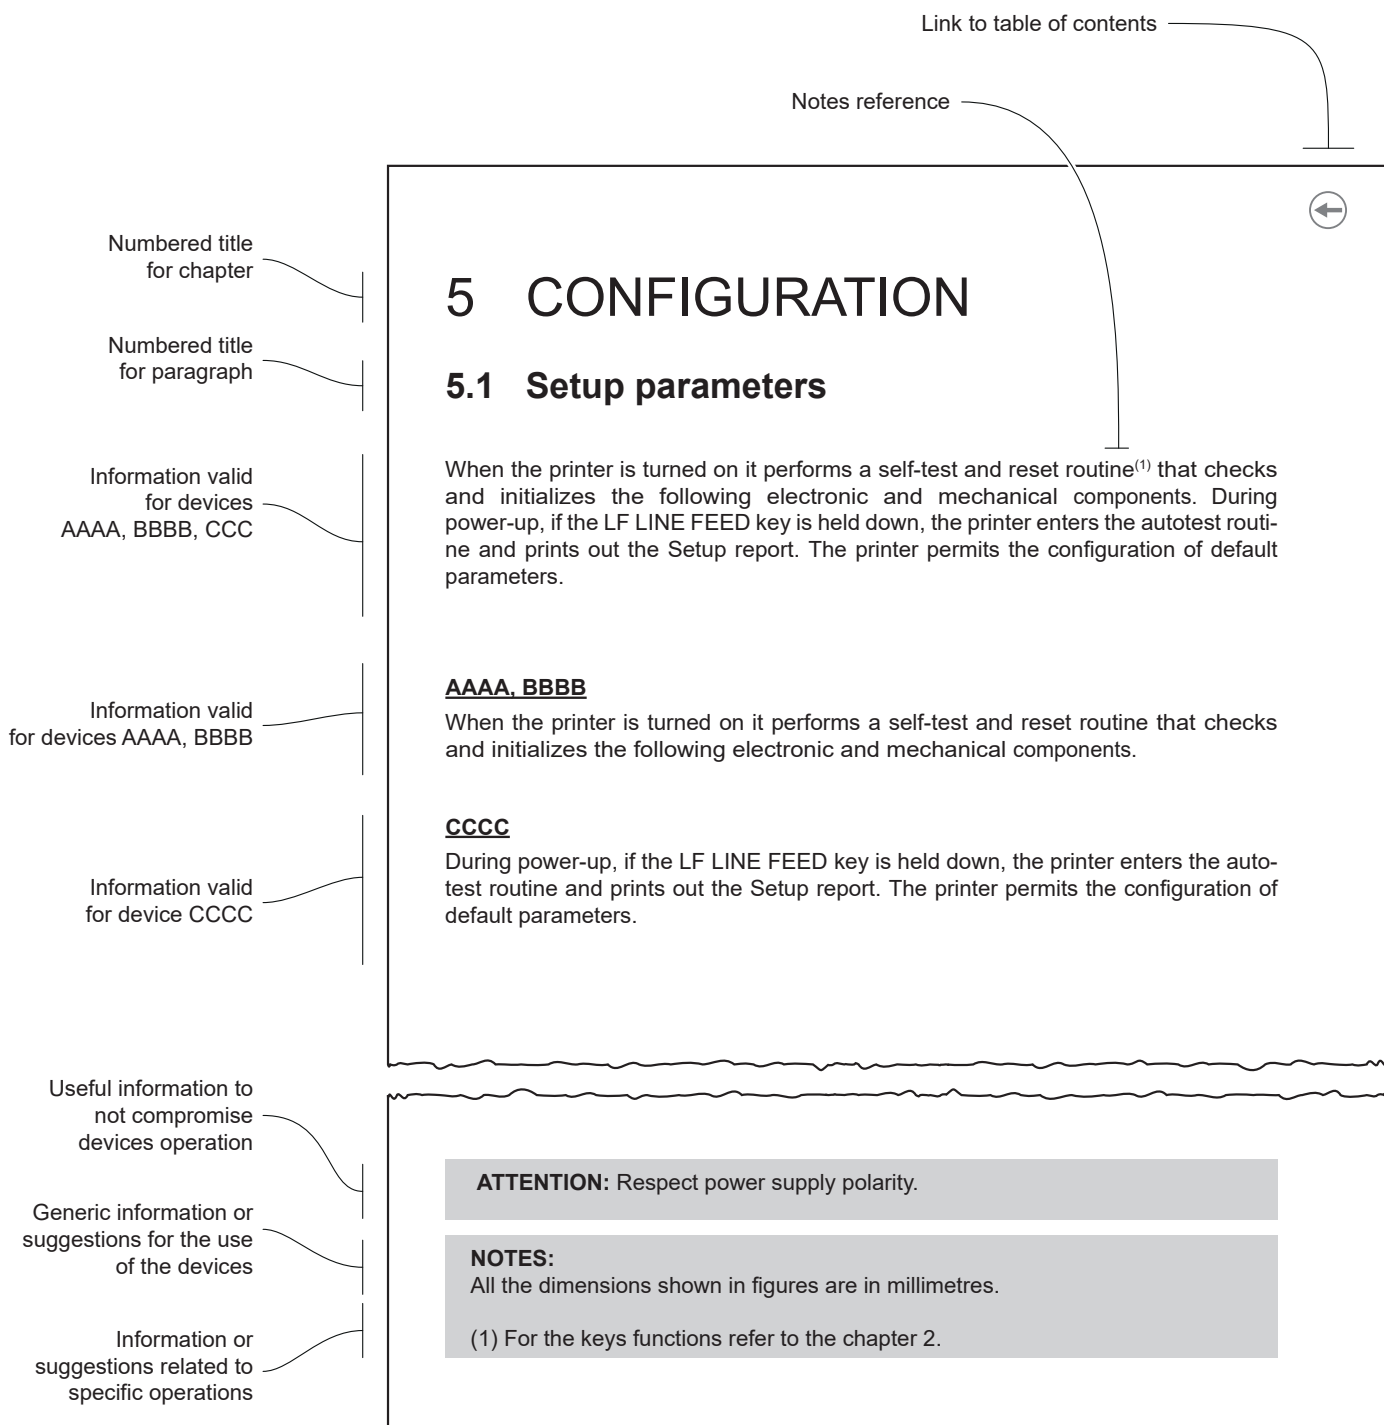 Link to table of contents
Notes reference
Numbered title
for chapter
5 CONFIGURATION
Numbered title
for paragraph
5.1 Setup parameters
Information valid
for devices
AAAA, BBBB, CCC
When the printer is turned on it performs a self-test and reset routine(1) that checks
and initializes the following electronic and mechanical components. During
power-up, if the LF LINE FEED key is held down, the printer enters the autotest routi-
ne and prints out the Setup report. The printer permits the configuration of default
parameters.
Information valid
for devices AAAA, BBBB
AAAA, BBBB
When the printer is turned on it performs a self-test and reset routine that checks
and initializes the following electronic and mechanical components.
Information valid
for device CCCC
CCCC
During power-up, if the LF LINE FEED key is held down, the printer enters the auto-
test routine and prints out the Setup report. The printer permits the configuration of
default parameters.
Useful information to
not compromise
devices operation
ATTENTION: Respect power supply polarity.
Generic information or
suggestions for the use
of the devices
NOTES:
All the dimensions shown in figures are in millimetres.
Information or
suggestions related to
specific operations
(1) For the keys functions refer to the chapter 2.